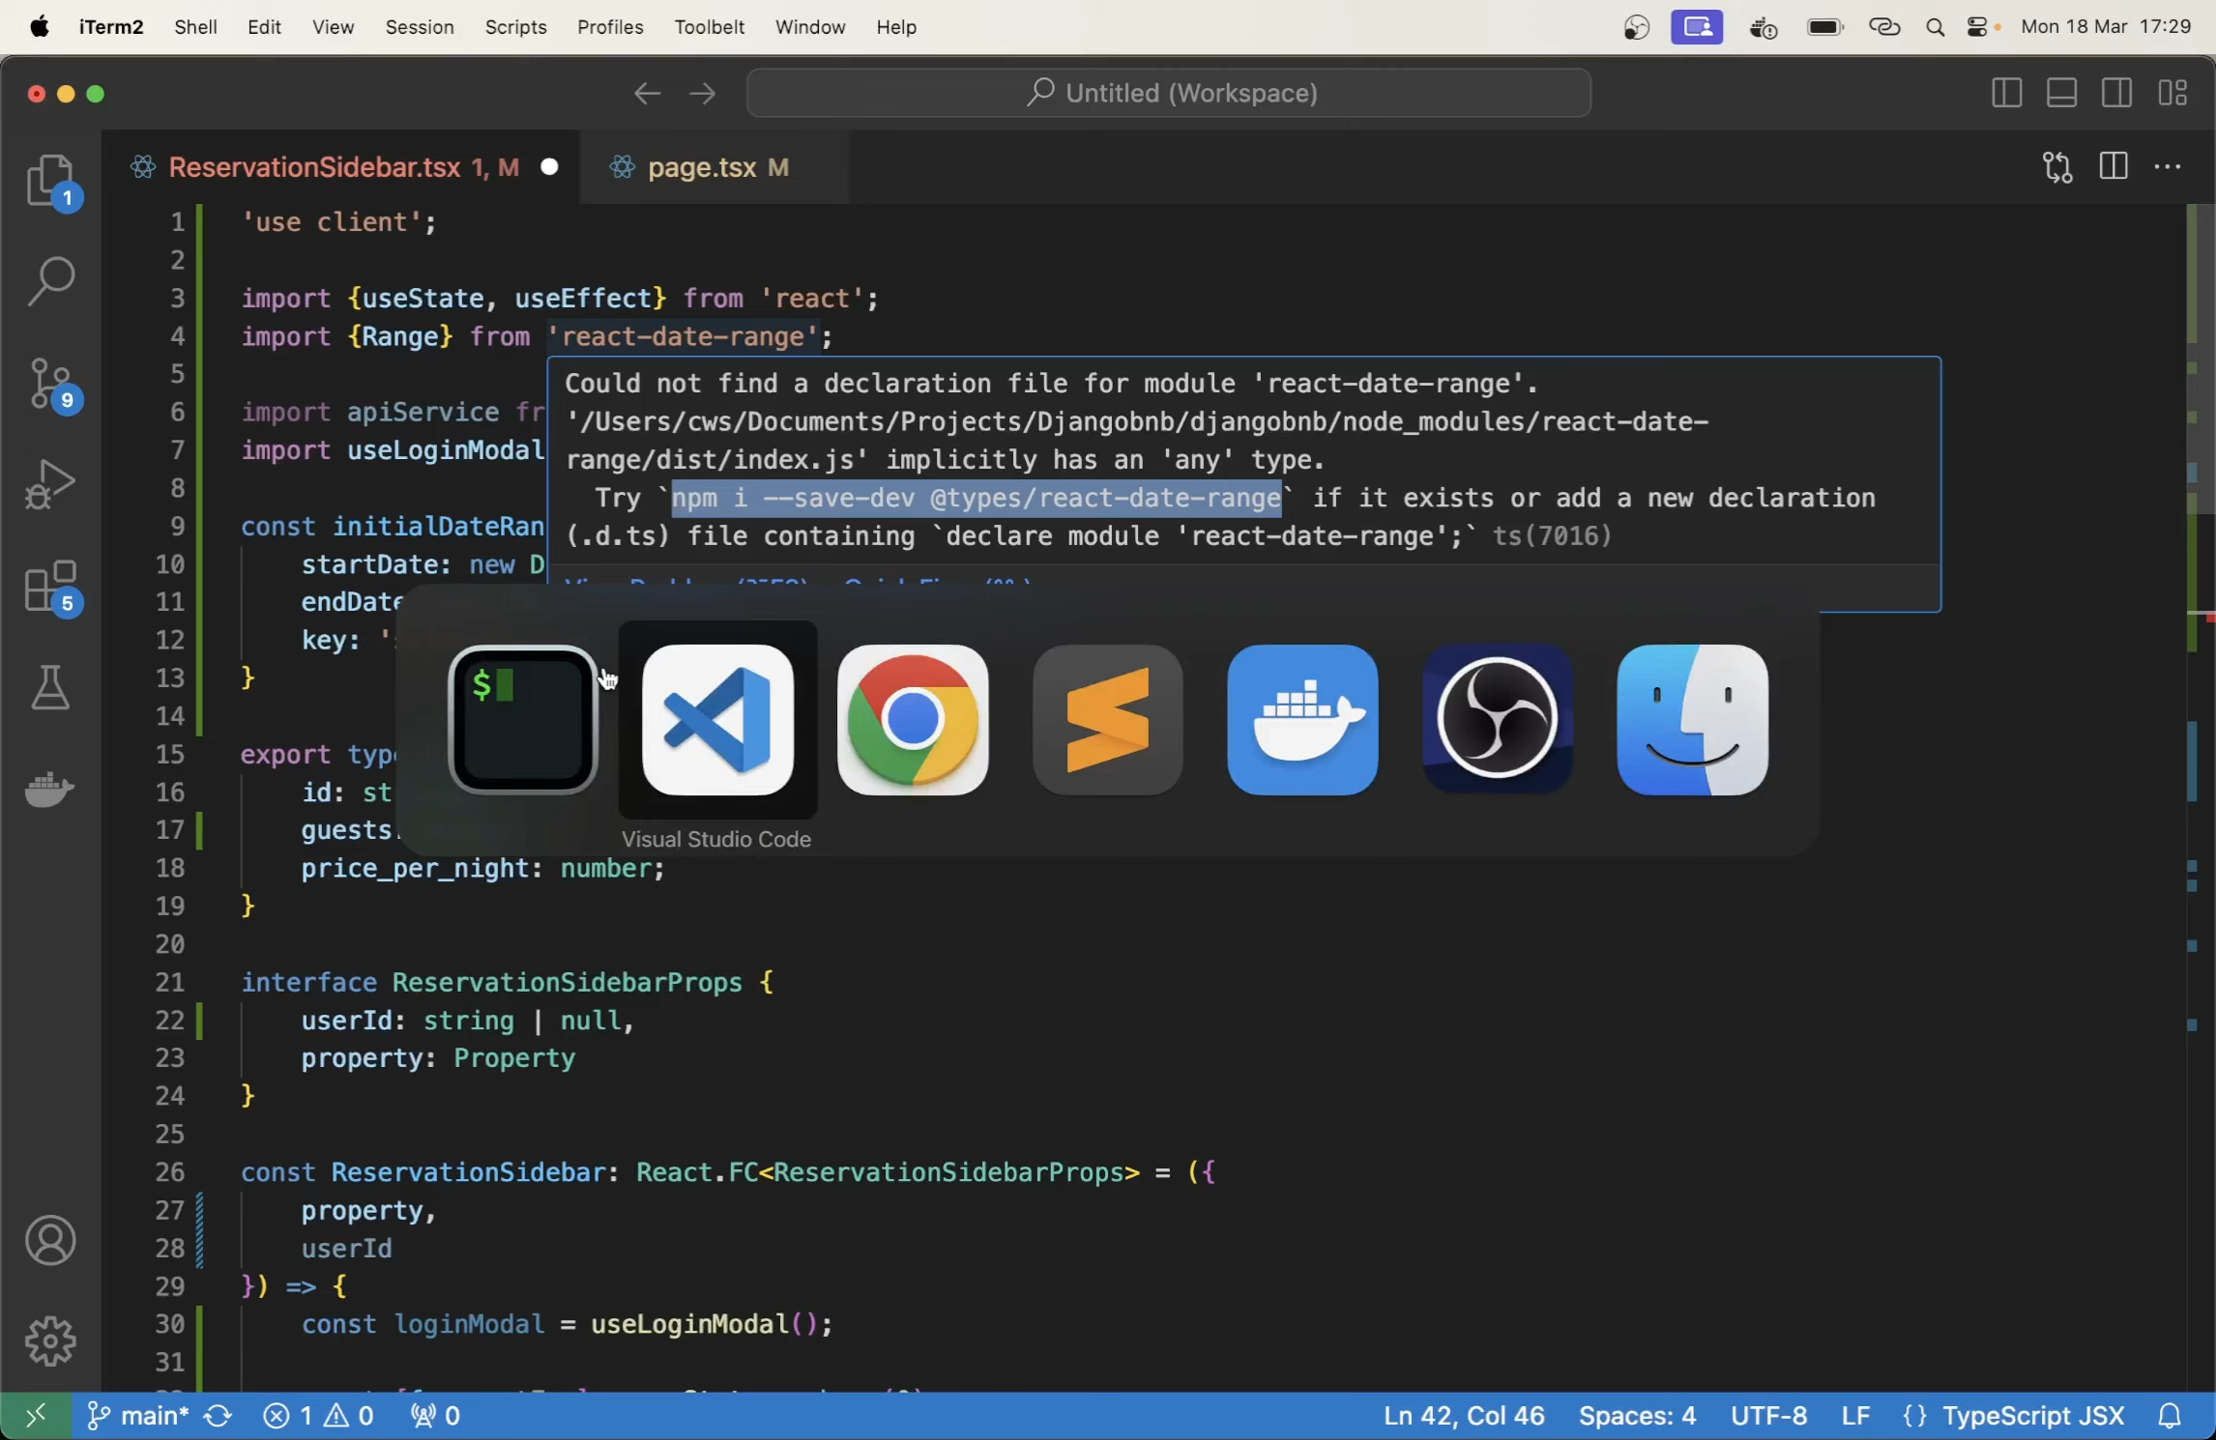 iTerm2 Shell Edit View Session Scripts Profiles Toolbelt Window Help Mon 18 Mar 17:29
Untitled (Workspace)
ReservationSidebar.tsx 1, M
page.tsx M
1 'use client';
2
3 import {useState, useEffect} from 'react';
4 import {Range} from 'react-date-range';
5
6 import apiService fr
7 import useLoginModal
8
9 const initialDateRan
10 startDate: new D
11 endDate
12 key: '
13 }
14
15 export typ
16 id: st
17 guests:
18 price_per_night: number;
19 }
20
21 interface ReservationSidebarProps {
22 userId: string | null,
23 property: Property
24 }
25
26 const ReservationSidebar: React.FC<ReservationSidebarProps> = ({
27 property,
28 userId
29 }) => {
30 const loginModal = useLoginModal();
31
Could not find a declaration file for module 'react-date-range'.
'/Users/cws/Documents/Projects/Djangobnb/djangobnb/node_modules/react-date-
range/dist/index.js' implicitly has an 'any' type.
Try `npm i --save-dev @types/react-date-range` if it exists or add a new declaration
(.d.ts) file containing `declare module 'react-date-range';` ts(7016)
$
Visual Studio Code
1
9
5
main* 1 0 0 Ln 42, Col 46 Spaces: 4 UTF-8 LF {} TypeScript JSX